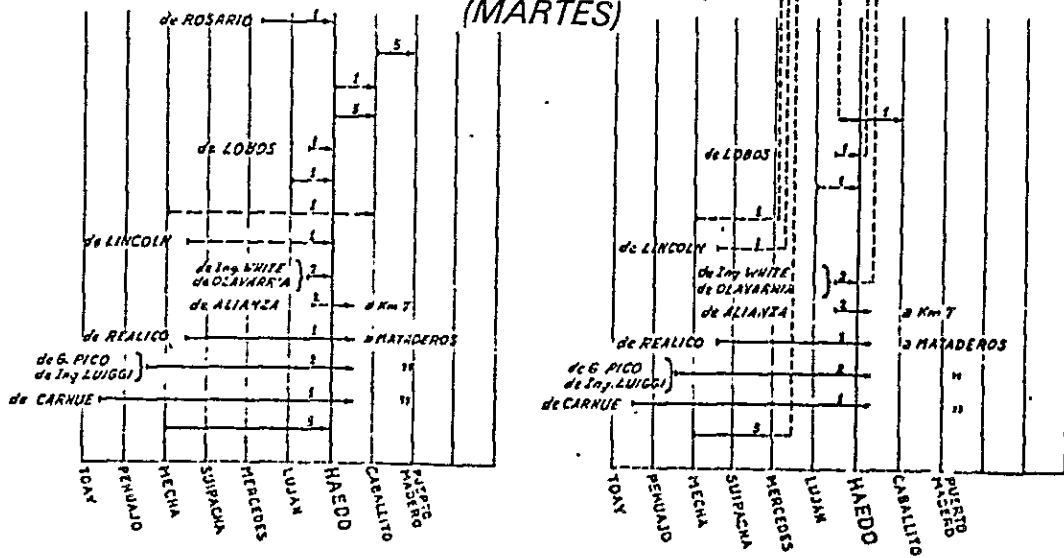 (MARTES)
de ROSARIO 1
5
1
3
de LOBOS 1
1
1
de LINCOLN 1
de Ing. WHITE
de OLAVARRIA 2
de ALIANZA 2 a Km 7
de REALICO 1 a MATADEROS
de G. PICO 2 "
de Ing. LUIGGI
de CARHUE 1 "
TOAY
PEHUAJO
MECHA
SUIPACHA
MERCEDES
LUJAN
HAEDO
CABALLITO
PUERTO
MADERO
1
de LOBOS 1
1
1
de LINCOLN 1
de Ing. WHITE
de OLAVARRIA 2
de ALIANZA 2 a Km 7
de REALICO a MATADEROS
de G. PICO 2 "
de Ing. LUIGGI
de CARHUE 1 "
TOAY
PEHUAJO
MECHA
SUIPACHA
MERCEDES
LUJAN
HAEDO
CABALLITO
PUERTO
MADERO